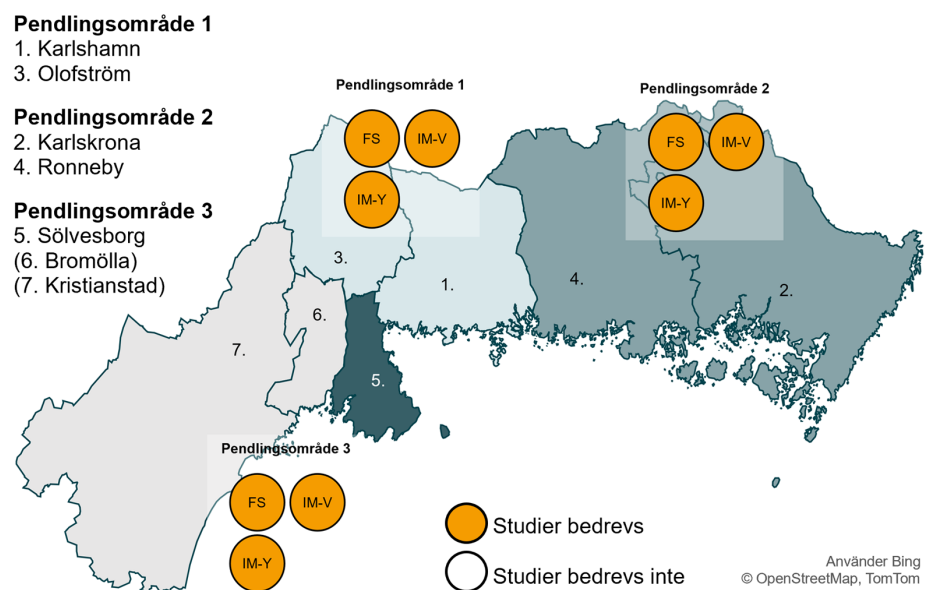 Pendlingsområde 1
1. Karlshamn
3. Olofström
Pendlingsområde 2
2. Karlskrona
4. Ronneby
Pendlingsområde 3
5. Sölvesborg
(6. Bromölla)
(7. Kristianstad)
Pendlingsområde 1
FS
IM-V
IM-Y
Pendlingsområde 2
FS
IM-V
IM-Y
3.
1.
4.
2.
6.
7.
5.
Pendlingsområde 3
FS
IM-V
IM-Y
Studier bedrevs
Studier bedrevs inte
Använder Bing
© OpenStreetMap, TomTom